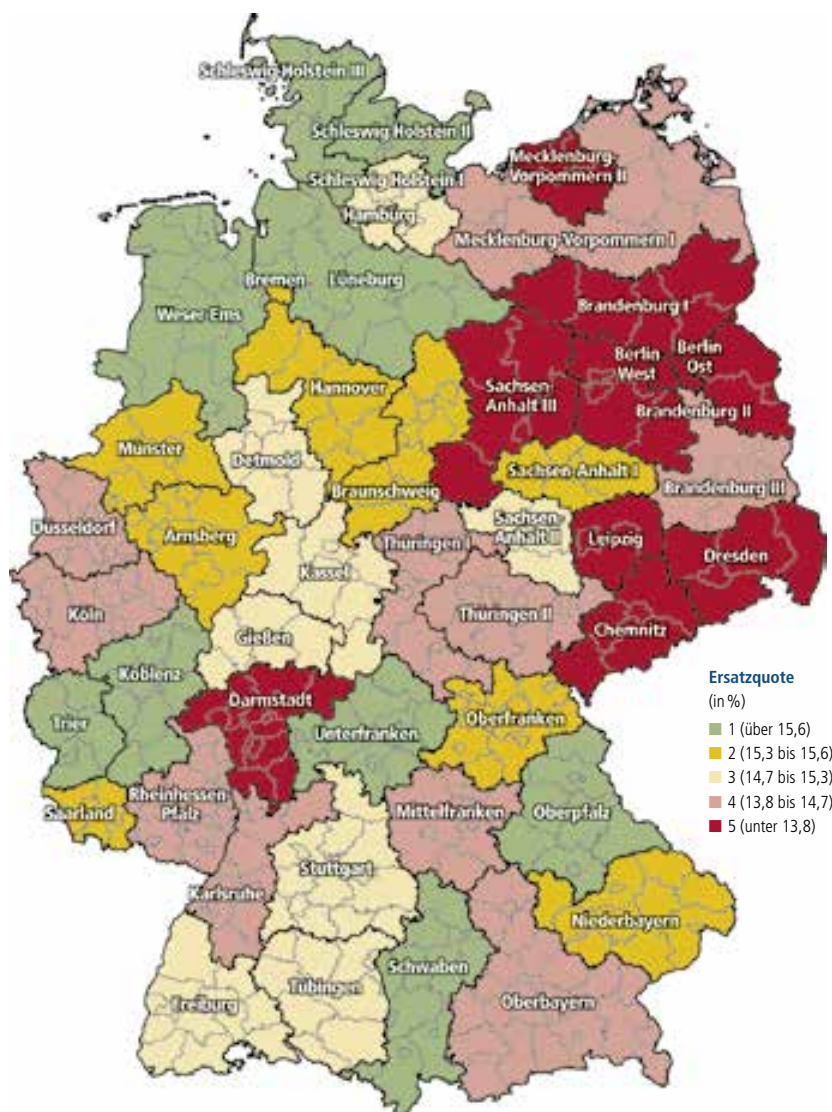 Schleswig-Holstein III
Schleswig Holstein II
Schleswig Holstein I
Hamburg
Mecklenburg-
Vorpommern II
Mecklenburg-Vorpommern I
Bremen
Lüneburg
Weser-Ems
Brandenburg I
Berlin
West
Berlin
Ost
Hannover
Sachsen-
Anhalt III
Brandenburg II
Münster
Detmold
Braunschweig
Sachsen-Anhalt I
Brandenburg III
Düsseldorf
Arnsberg
Kassel
Thüringen I
Sachsen-
Anhalt II
Leipzig
Dresden
Köln
Gießen
Thüringen II
Chemnitz
Koblenz
Trier
Darmstadt
Unterfranken
Oberfranken
Saarland
Rheinhessen-
Pfalz
Mittelfranken
Oberpfalz
Karlsruhe
Stuttgart
Niederbayern
Schwaben
Freiburg
Tübingen
Oberbayern
Ersatzquote
(in %)
1 (über 15,6)
2 (15,3 bis 15,6)
3 (14,7 bis 15,3)
4 (13,8 bis 14,7)
5 (unter 13,8)